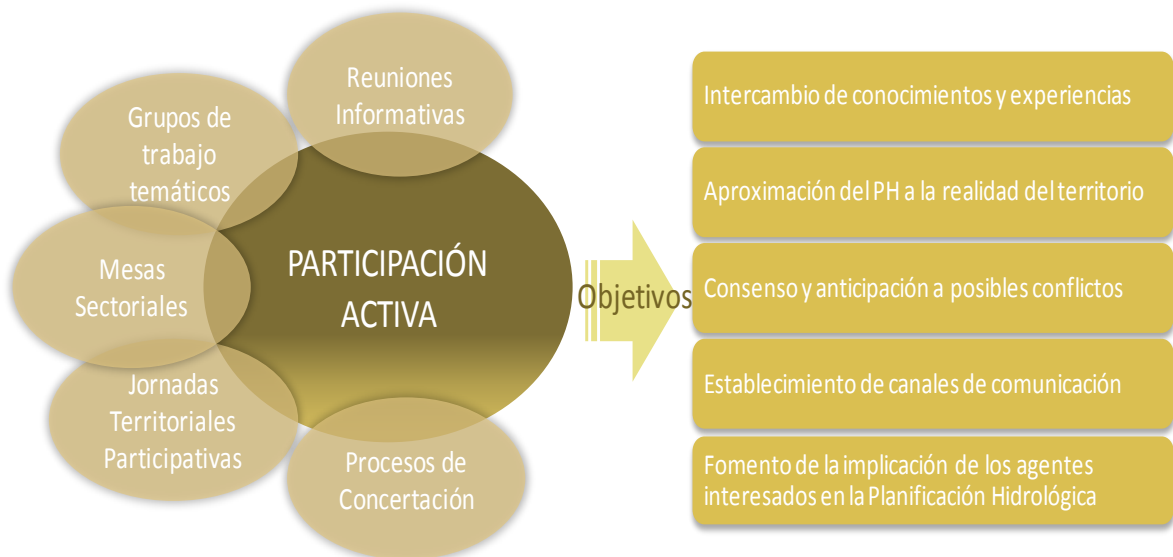 Reuniones
Informativas
Grupos de
trabajo
temáticos
Mesas
Sectoriales
Jornadas
Territoriales
Participativas
Procesos de
Concertación
PARTICIPACIÓN
ACTIVA
Objetivos
Intercambio de conocimientos y experiencias
Aproximación del PH a la realidad del territorio
Consenso y anticipación a posibles conflictos
Establecimiento de canales de comunicación
Fomento de la implicación de los agentes
interesados en la Planificación Hidrológica